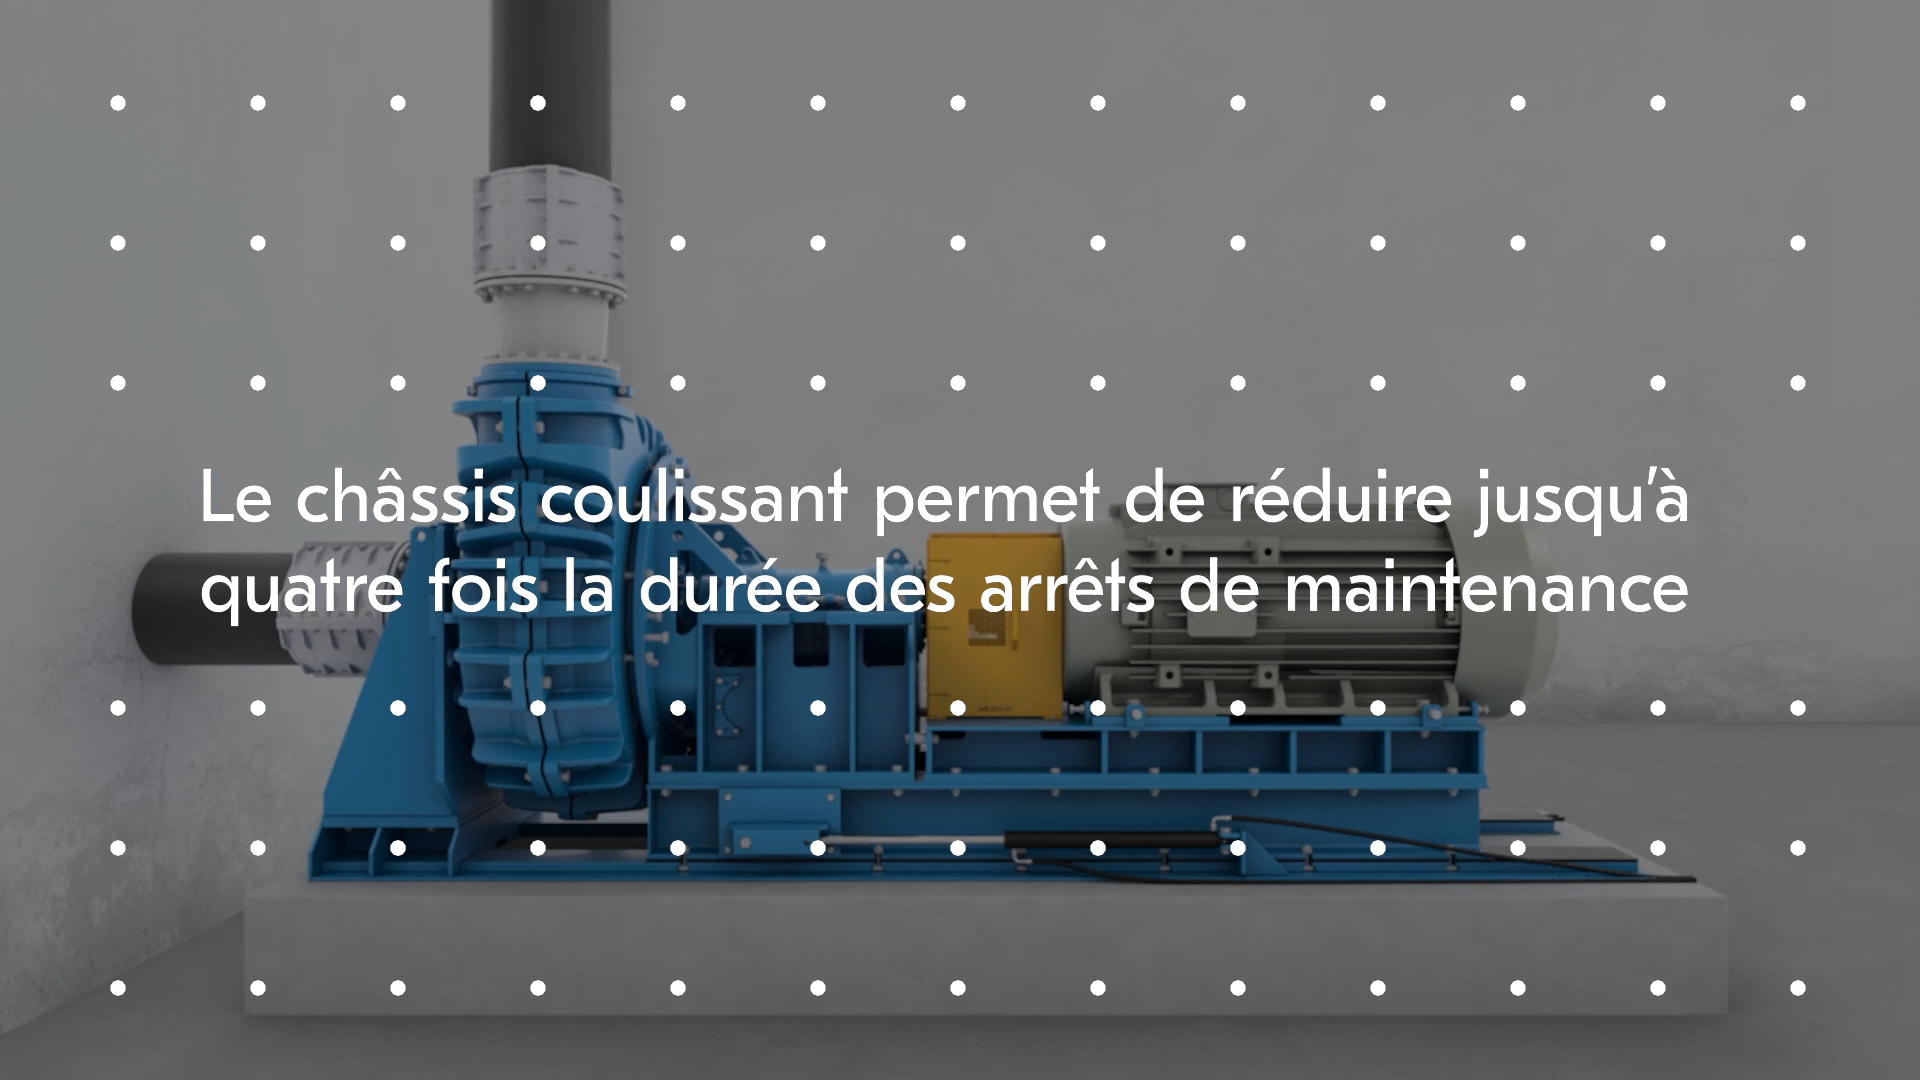 Le châssis coulissant permet de réduire jusqu'à
quatre fois la durée des arrêts de maintenance